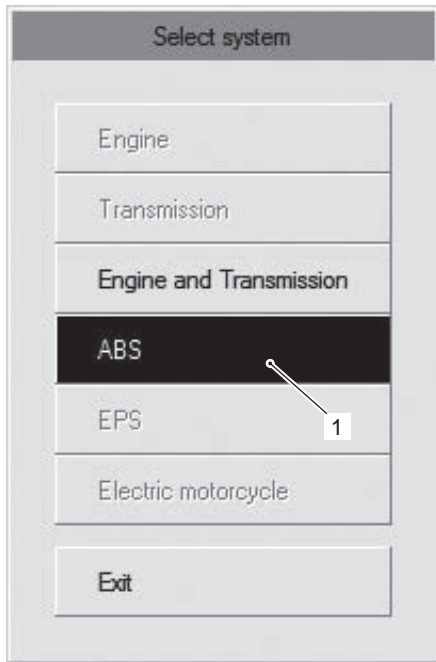 Select system
Engine
Transmission
Engine and Transmission
ABS
1
EPS
Electric motorcycle
Exit